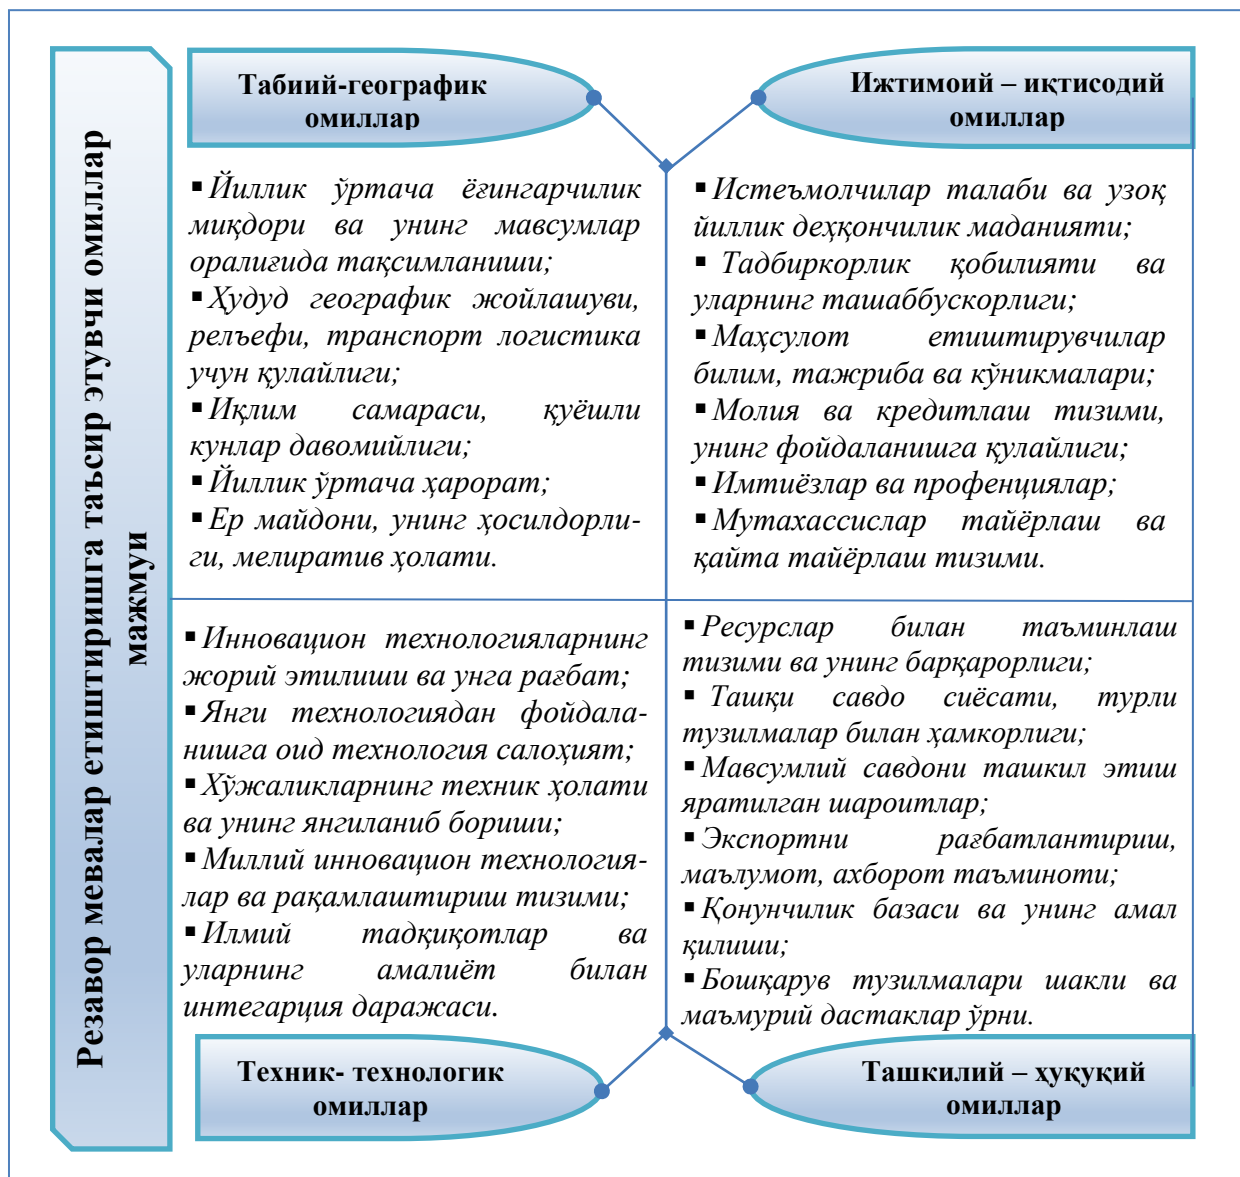 Резавор мевалар етиштиришга таъсир этувчи омиллар
мажмуи
Табиий-географик
омиллар
▪ Йиллик ўртача ёғингарчилик
миқдори ва унинг мавсумлар
оралиғида тақсимланиши;
▪ Ҳудуд географик жойлашуви,
релъефи, транспорт логистика
учун қулайлиги;
▪ Иқлим самараси, қуёшли
кунлар давомийлиги;
▪ Йиллик ўртача ҳарорат;
▪ Ер майдони, унинг ҳосилдорли-
ги, мелиратив ҳолати.
Ижтимоий – иқтисодий
омиллар
▪ Истеъмолчилар талаби ва узоқ
йиллик деҳқончилик маданияти;
▪ Тадбиркорлик қобилияти ва
уларнинг ташаббускорлиги;
▪ Маҳсулот етиштирувчилар
билим, тажриба ва кўникмалари;
▪ Молия ва кредитлаш тизими,
унинг фойдаланишга қулайлиги;
▪ Имтиёзлар ва профенциялар;
▪ Мутахассислар тайёрлаш ва
қайта тайёрлаш тизими.
▪ Инновацион технологияларнинг
жорий этилиши ва унга рағбат;
▪ Янги технологиядан фойдала-
нишга оид технология салоҳият;
▪ Хўжаликларнинг техник ҳолати
ва унинг янгиланиб бориши;
▪ Миллий инновацион технология-
лар ва рақамлаштириш тизими;
▪ Илмий тадқиқотлар ва
уларнинг амалиёт билан
интегарция даражаси.
Техник- технологик
омиллар
▪ Ресурслар билан таъминлаш
тизими ва унинг барқарорлиги;
▪ Ташқи савдо сиёсати, турли
тузилмалар билан ҳамкорлиги;
▪ Мавсумлий савдони ташкил этиш
яратилган шароитлар;
▪ Экспортни рағбатлантириш,
маълумот, ахборот таъминоти;
▪ Қонунчилик базаси ва унинг амал
қилиши;
▪ Бошқарув тузилмалари шакли ва
маъмурий дастаклар ўрни.
Ташкилий – ҳуқуқий
омиллар